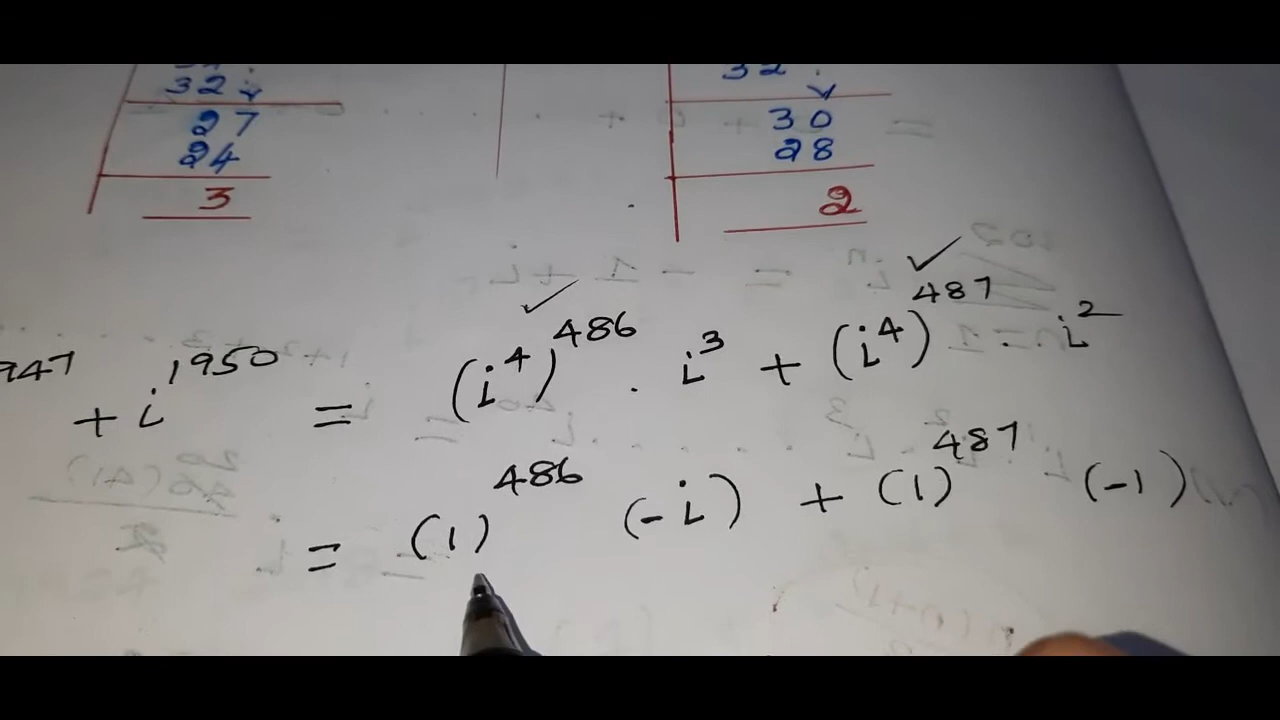 32 32
27 30
24 28
3 2
947 + i^1950 = (i^4)^486 . i^3 + (i^4)^487 . i^2
= (1)^486 (-i) + (1)^487 (-1)